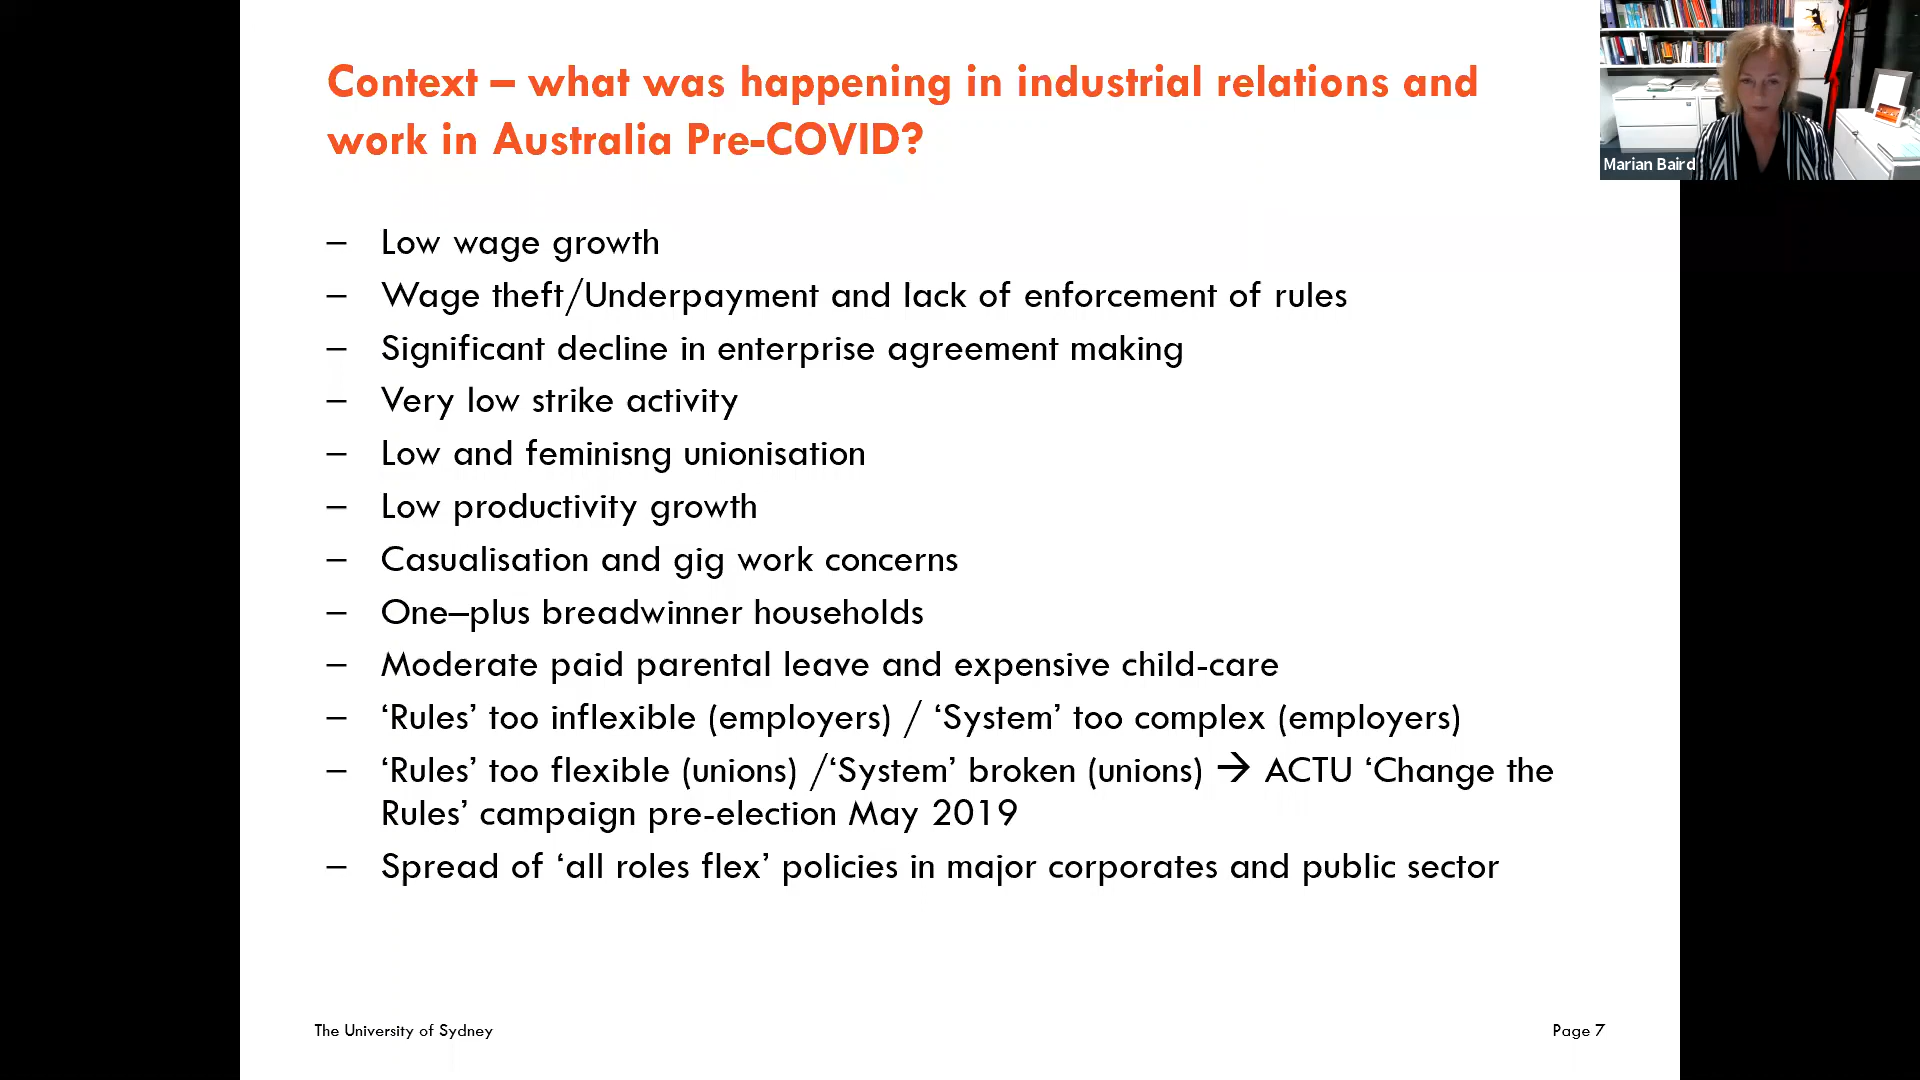 Context – what was happening in industrial relations and
work in Australia Pre-COVID?
Marian Baird
– Low wage growth
– Wage theft/Underpayment and lack of enforcement of rules
– Significant decline in enterprise agreement making
– Very low strike activity
– Low and feminisng unionisation
– Low productivity growth
– Casualisation and gig work concerns
– One–plus breadwinner households
– Moderate paid parental leave and expensive child-care
– ‘Rules’ too inflexible (employers) / ‘System’ too complex (employers)
– ‘Rules’ too flexible (unions) /‘System’ broken (unions) → ACTU ‘Change the
Rules’ campaign pre-election May 2019
– Spread of ‘all roles flex’ policies in major corporates and public sector
The University of Sydney
Page 7